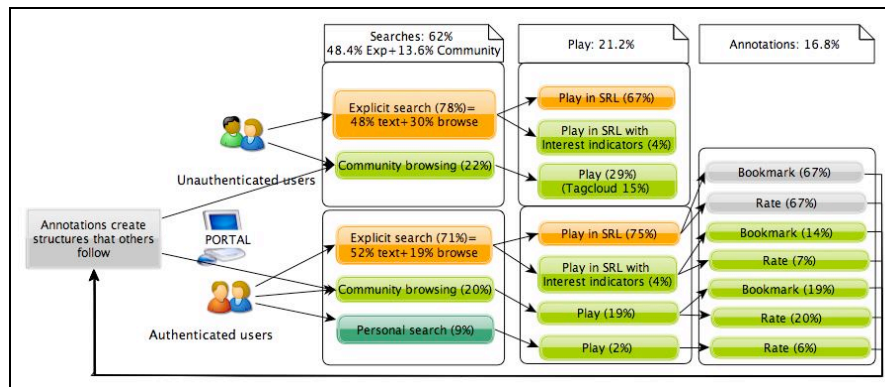 Searches: 62%
48.4% Exp+13.6% Community
Play: 21.2%
Annotations: 16.8%
Explicit search (78%)=
48% text+30% browse
Community browsing (22%)
Unauthenticated users
Play in SRL (67%)
Play in SRL with
Interest indicators (4%)
Play (29%)
(Tagcloud 15%)
Annotations create
structures that others
follow
PORTAL
Authenticated users
Explicit search (71%)=
52% text+19% browse
Community browsing (20%)
Personal search (9%)
Play in SRL (75%)
Play in SRL with
Interest indicators (4%)
Play (19%)
Play (2%)
Bookmark (67%)
Rate (67%)
Bookmark (14%)
Rate (7%)
Bookmark (19%)
Rate (20%)
Rate (6%)